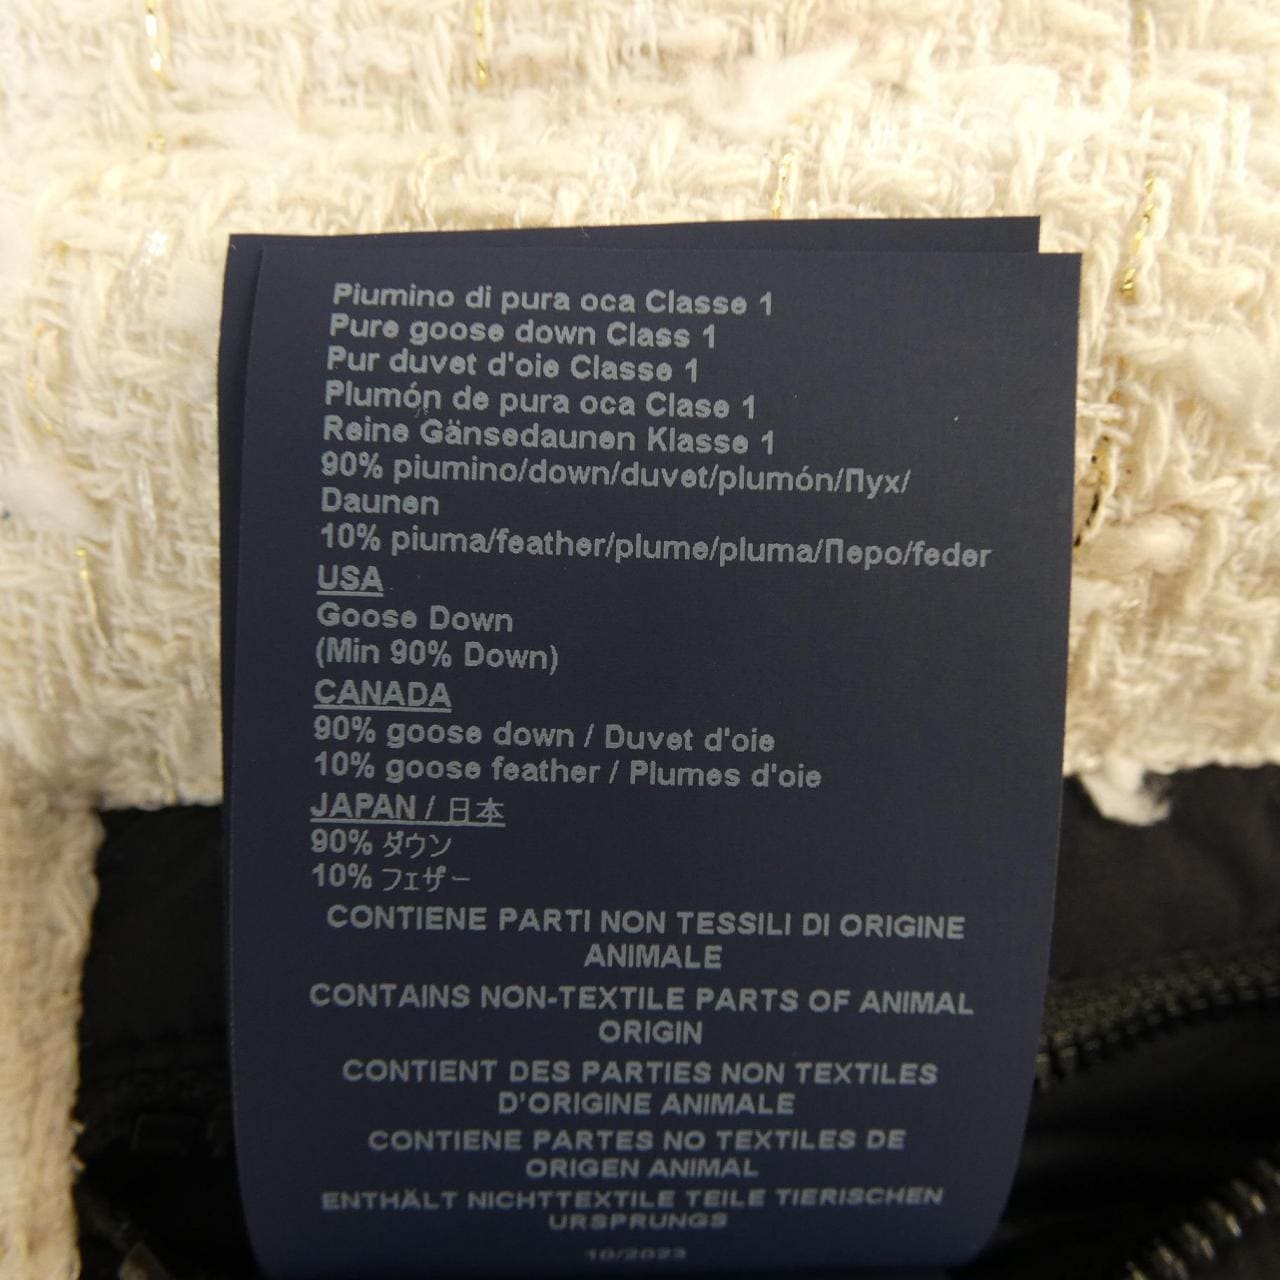 Piumino di pura oca Classe 1
Pure goose down Class 1
Pur duvet d'oie Classe 1
Plumón de pura oca Clase 1
Reine Gänsedaunen Klasse 1
90% piumino/down/duvet/plumón/Пух/
Daunen
10% piuma/feather/plume/pluma/Перо/feder
USA
Goose Down
(Min 90% Down)
CANADA
90% goose down / Duvet d'oie
10% goose feather / Plumes d'oie
JAPAN / 日本
90% ダウン
10% フェザー
CONTIENE PARTI NON TESSILI DI ORIGINE
ANIMALE
CONTAINS NON-TEXTILE PARTS OF ANIMAL
ORIGIN
CONTIENT DES PARTIES NON TEXTILES
D'ORIGINE ANIMALE
CONTIENE PARTES NO TEXTILES DE
ORIGEN ANIMAL
ENTHÄLT NICHTTEXTILE TEILE TIERISCHEN
URSPRUNGS
10/2023